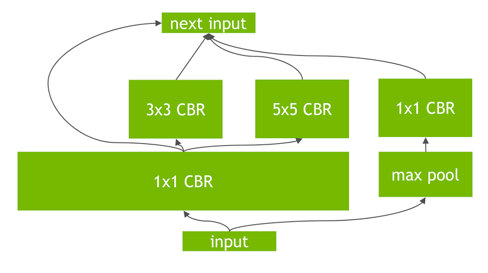 next input
3x3 CBR
5x5 CBR
1x1 CBR
1x1 CBR
max pool
input